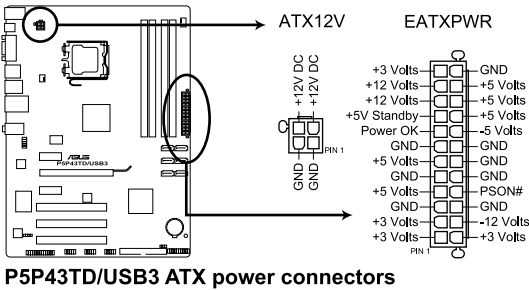 ATX12V
EATXPWR
+12V DC
+12V DC
GND
GND
PIN 1
+3 Volts GND
+12 Volts +5 Volts
+12 Volts +5 Volts
+5V Standby +5 Volts
Power OK -5 Volts
GND GND
+5 Volts GND
GND GND
+5 Volts PSON#
GND GND
+3 Volts -12 Volts
+3 Volts +3 Volts
PIN 1
ASUS
P5P43TD/USB3
P5P43TD/USB3 ATX power connectors